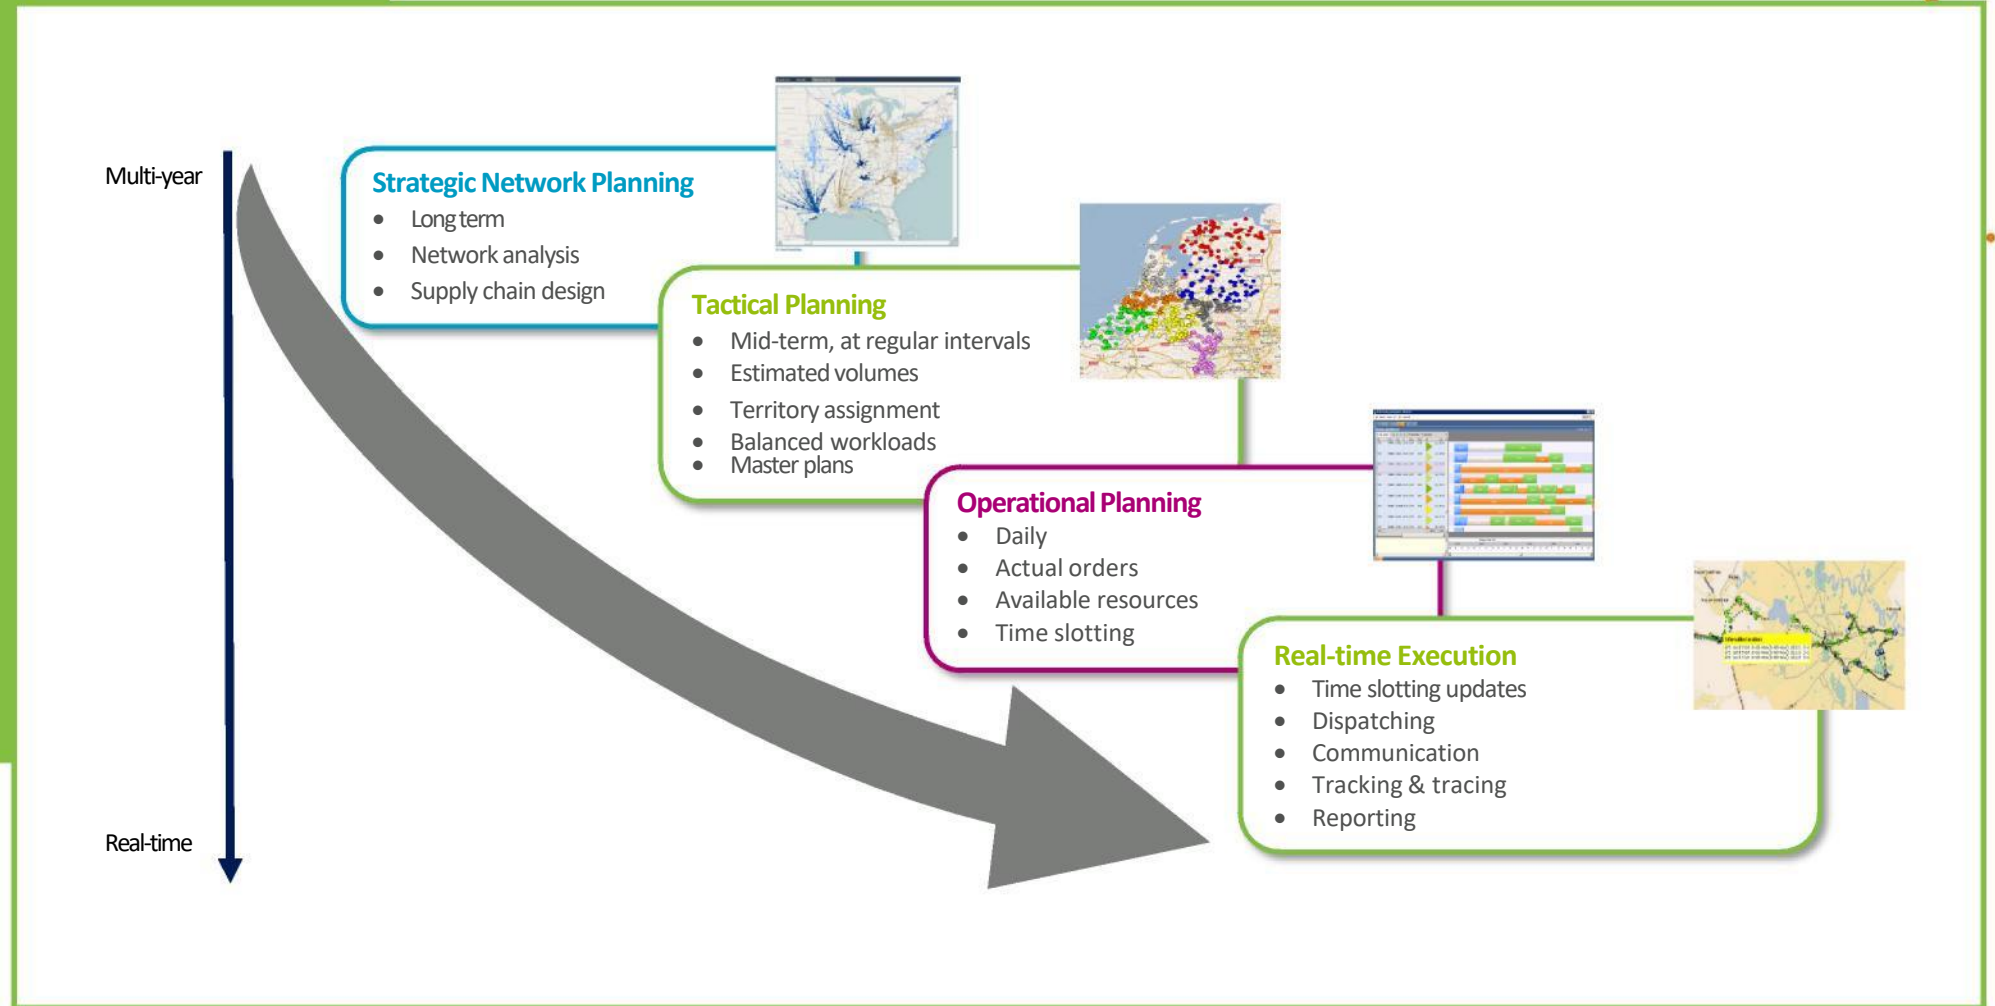 Multi-year
Strategic Network Planning
• Long term
• Network analysis
• Supply chain design
Tactical Planning
• Mid-term, at regular intervals
• Estimated volumes
• Territory assignment
• Balanced workloads
• Master plans
Operational Planning
• Daily
• Actual orders
• Available resources
• Time slotting
Real-time Execution
• Time slotting updates
• Dispatching
• Communication
• Tracking & tracing
• Reporting
Real-time